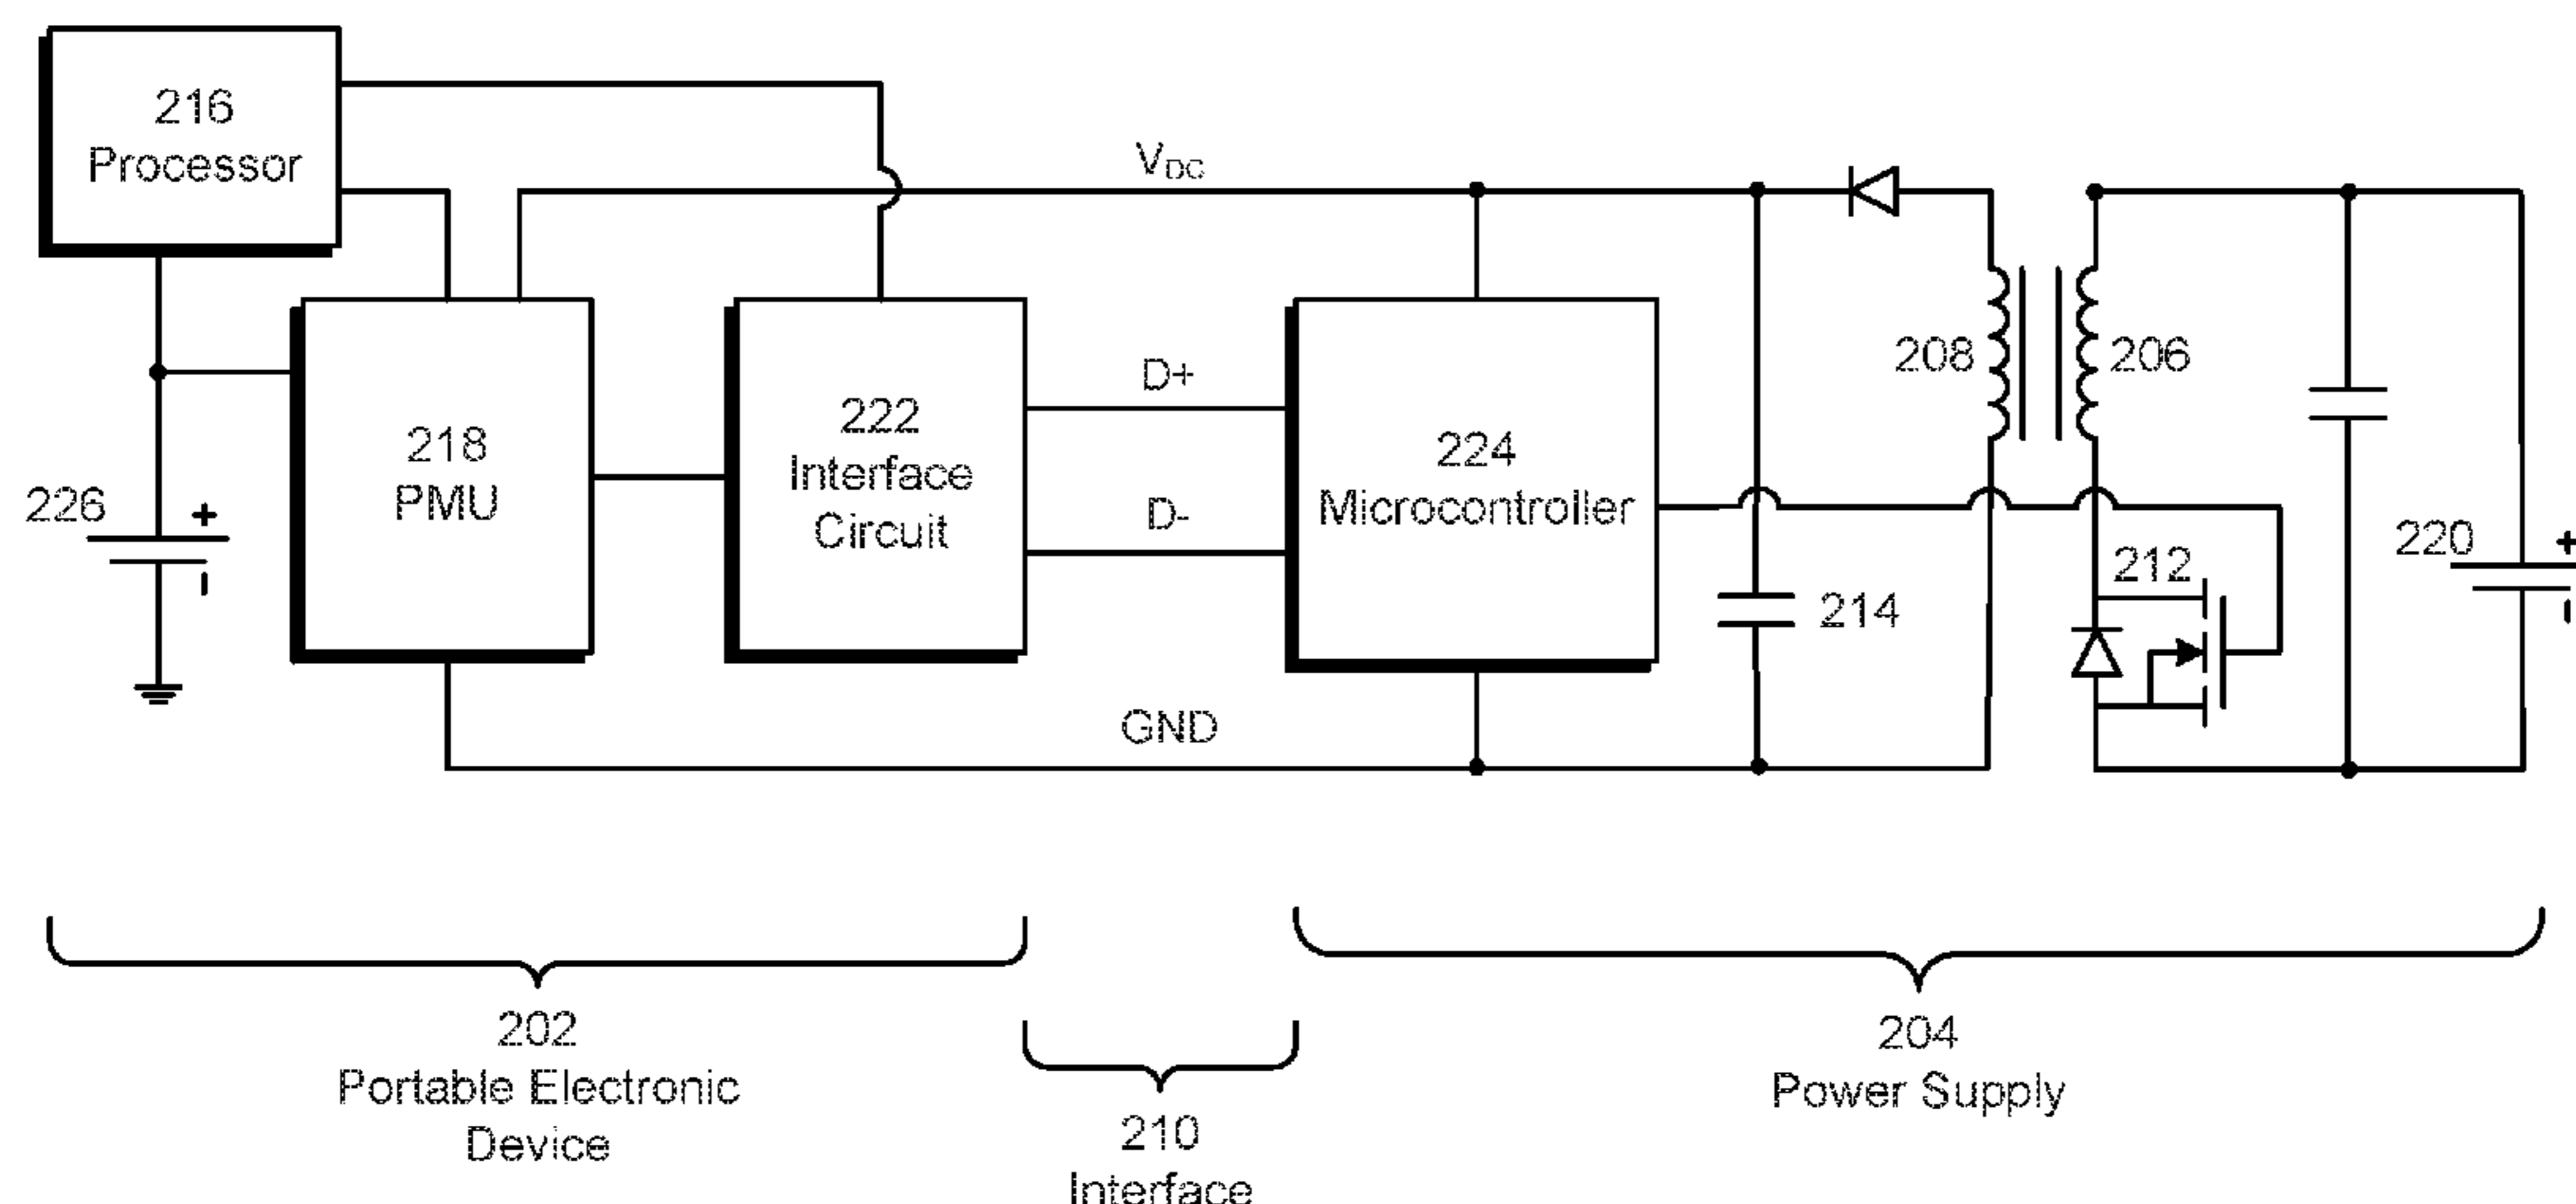 216
Processor
V_DC
208
206
D+
222
Interface
Circuit
218
PMU
224
Microcontroller
226
+
-
D-
220
+
-
212
214
GND
202
Portable Electronic
Device
204
Power Supply
210
Interface